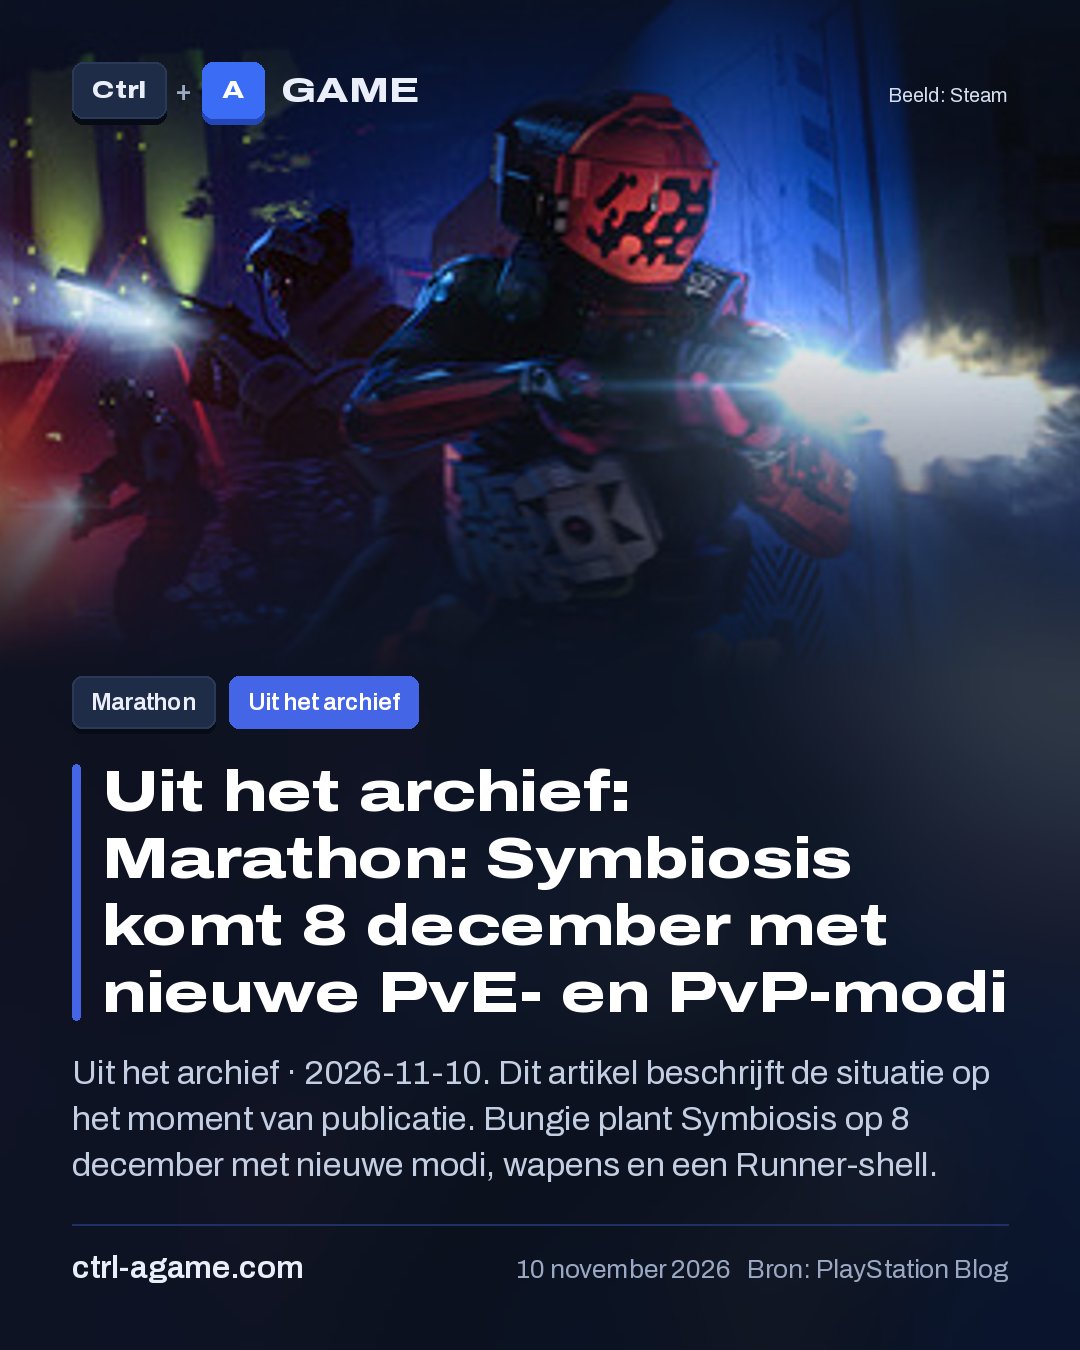 Ctrl + A GAME
Beeld: Steam
Marathon
Uit het archief
Uit het archief:
Marathon: Symbiosis
komt 8 december met
nieuwe PvE- en PvP-modi
Uit het archief · 2026-11-10. Dit artikel beschrijft de situatie op
het moment van publicatie. Bungie plant Symbiosis op 8
december met nieuwe modi, wapens en een Runner-shell.
ctrl-agame.com
10 november 2026 Bron: PlayStation Blog